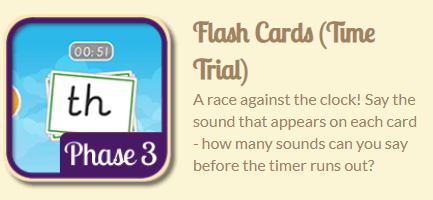 00:51
th
Phase 3
Flash Cards (Time
Trial)
A race against the clock! Say the
sound that appears on each card
- how many sounds can you say
before the timer runs out?